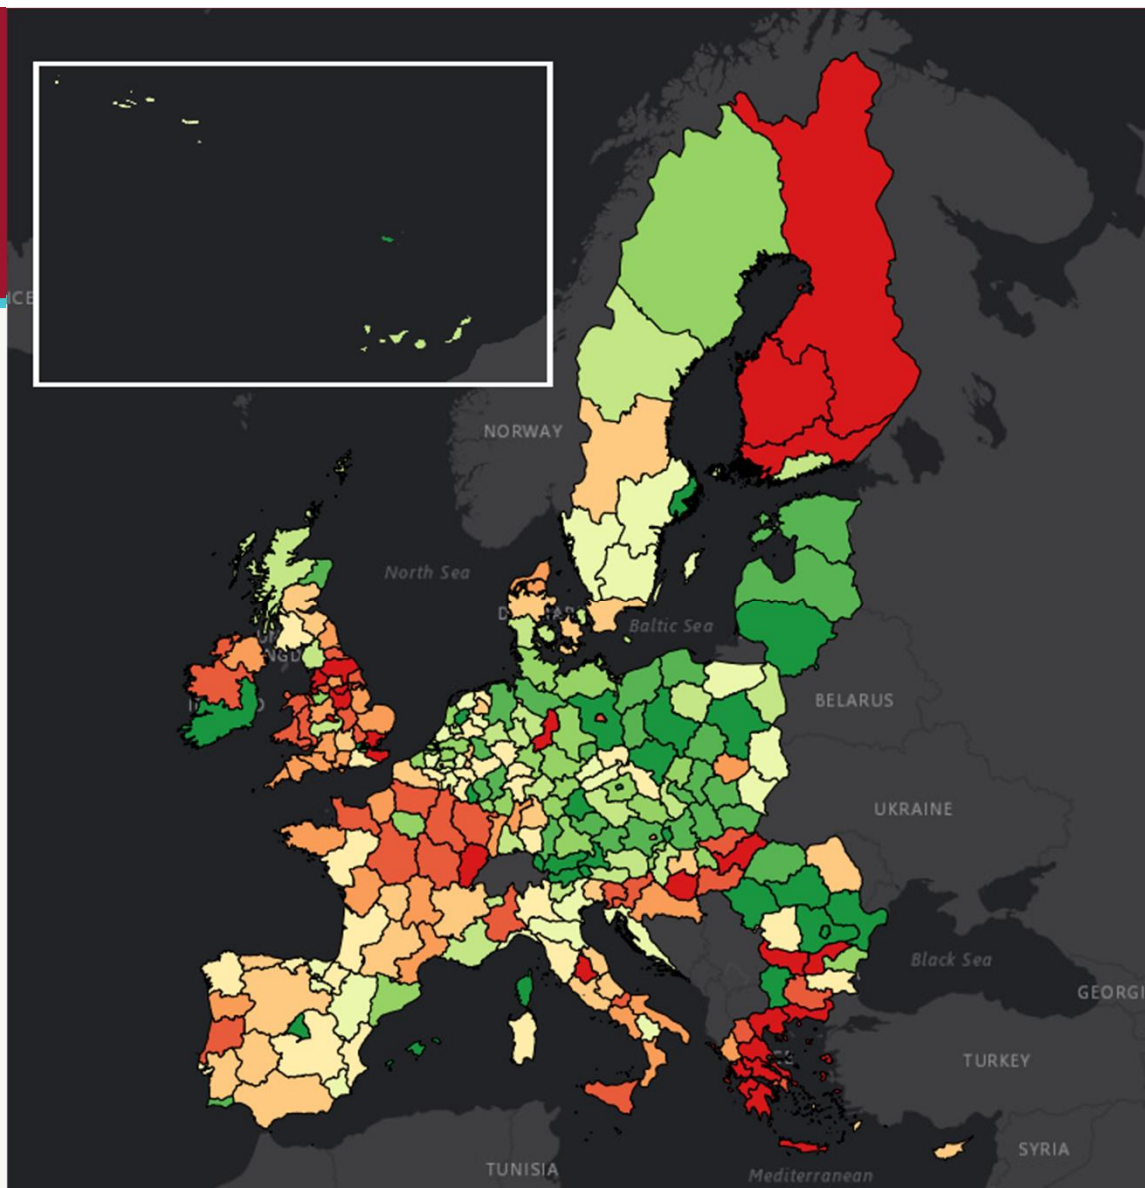 NORWAY
North Sea
Baltic Sea
BELARUS
UKRAINE
Black Sea
GEORGI
TURKEY
SYRIA
TUNISIA
Mediterranean